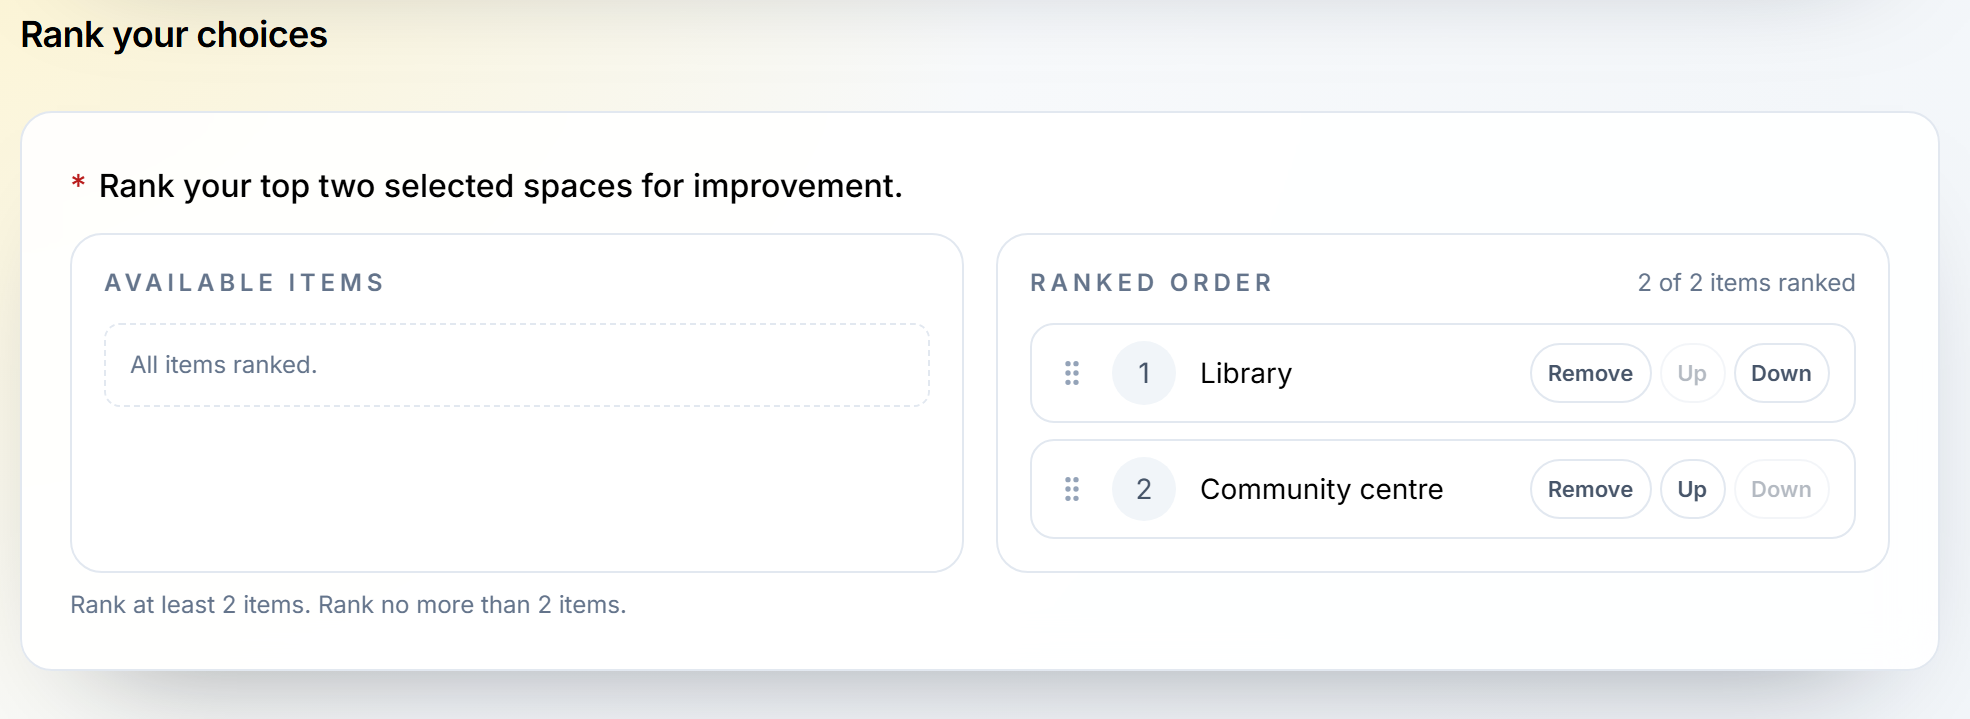 Rank your choices
* Rank your top two selected spaces for improvement.
AVAILABLE ITEMS
All items ranked.
RANKED ORDER
2 of 2 items ranked
1 Library Remove Up Down
2 Community centre Remove Up Down
Rank at least 2 items. Rank no more than 2 items.